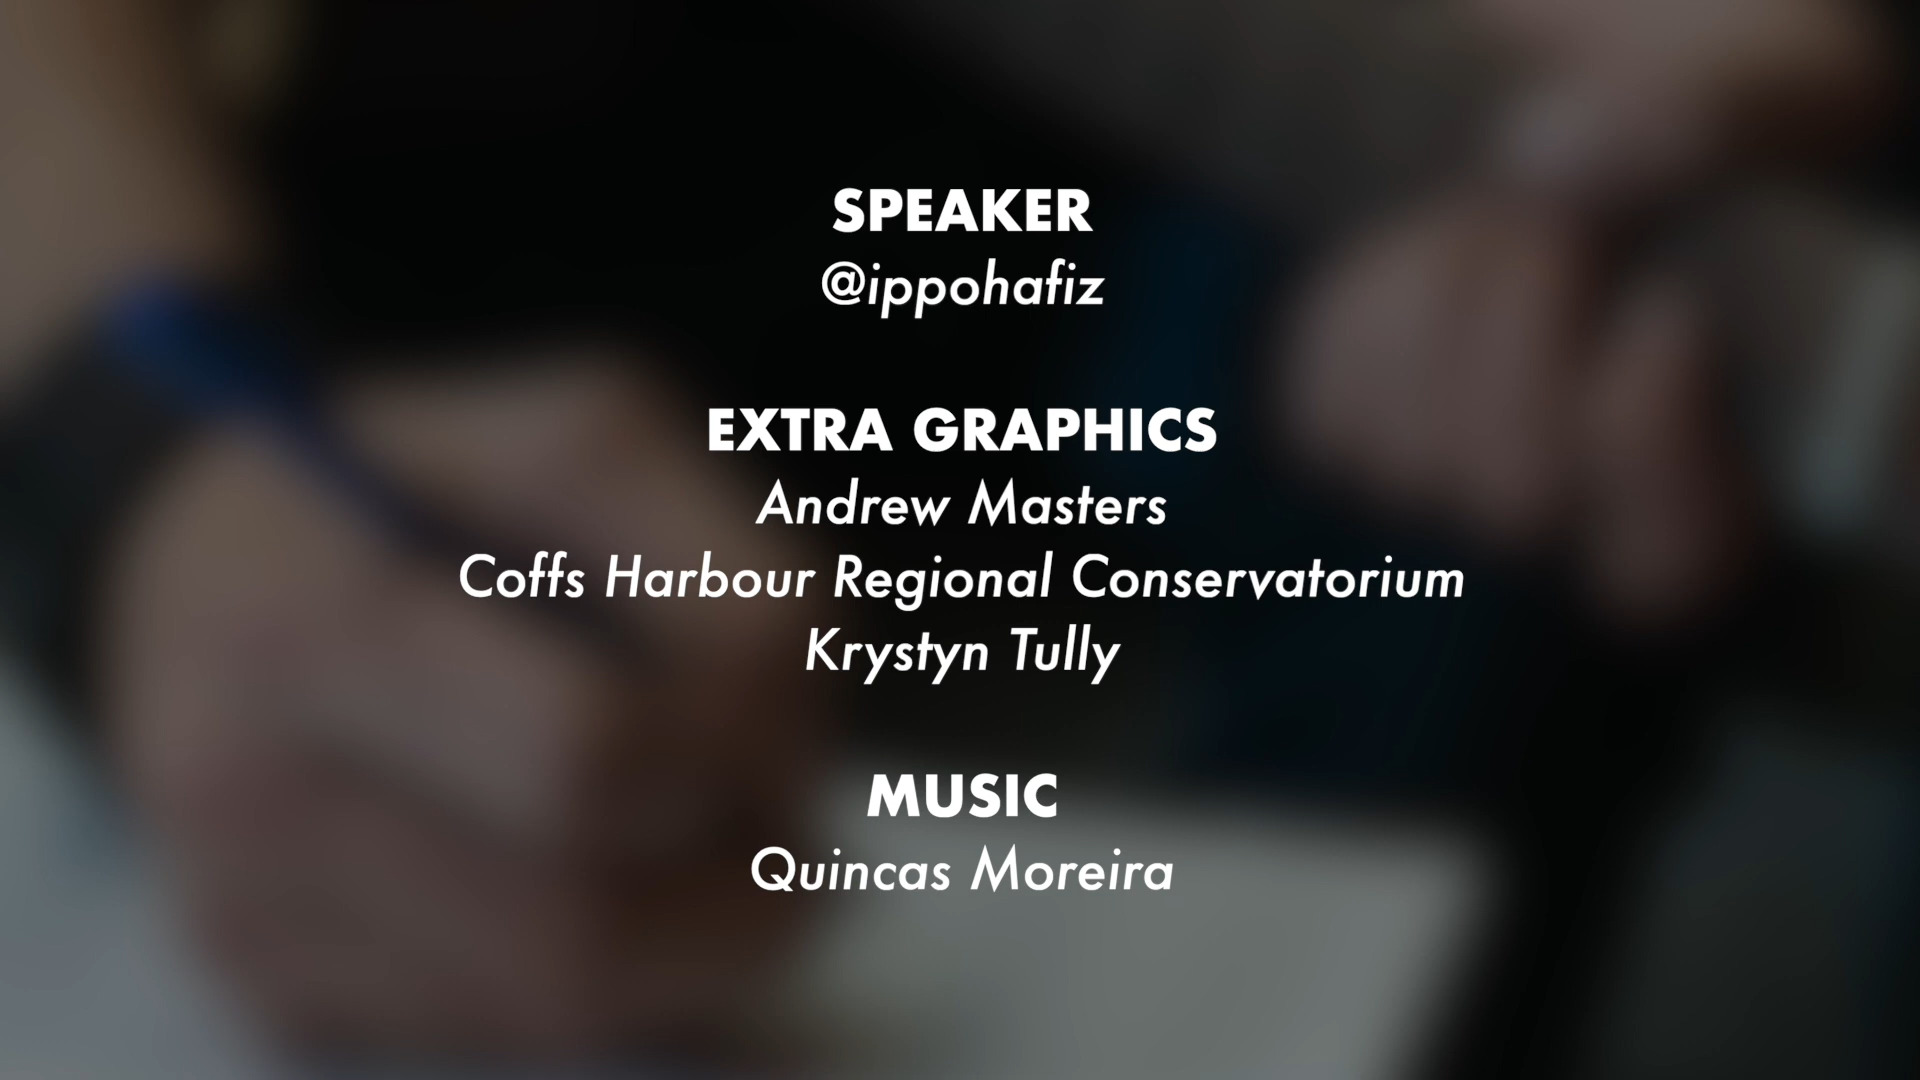 SPEAKER
@ippohafiz
EXTRA GRAPHICS
Andrew Masters
Coffs Harbour Regional Conservatorium
Krystyn Tully
MUSIC
Quincas Moreira